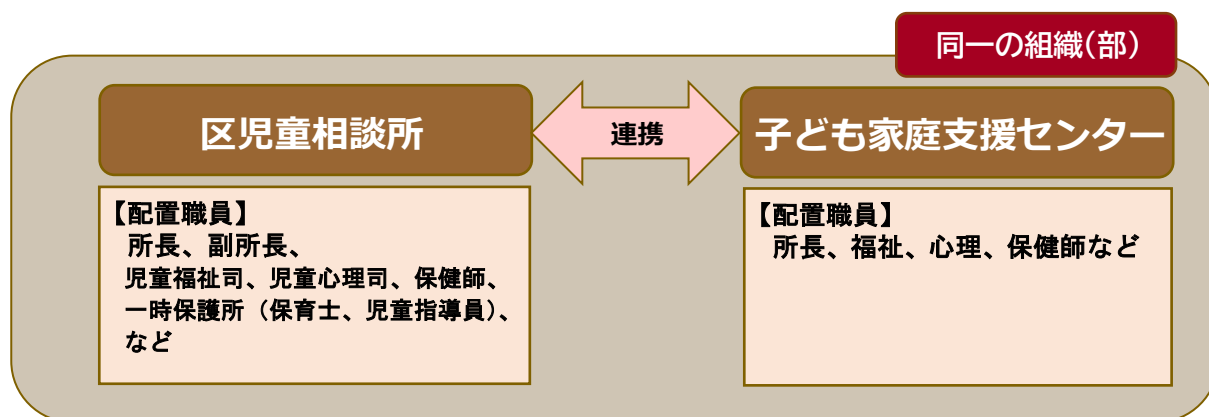 同一の組織(部)
区児童相談所
連携
子ども家庭支援センター
【配置職員】
所長、副所長、
児童福祉司、児童心理司、保健師、
一時保護所（保育士、児童指導員）、
など
【配置職員】
所長、福祉、心理、保健師など